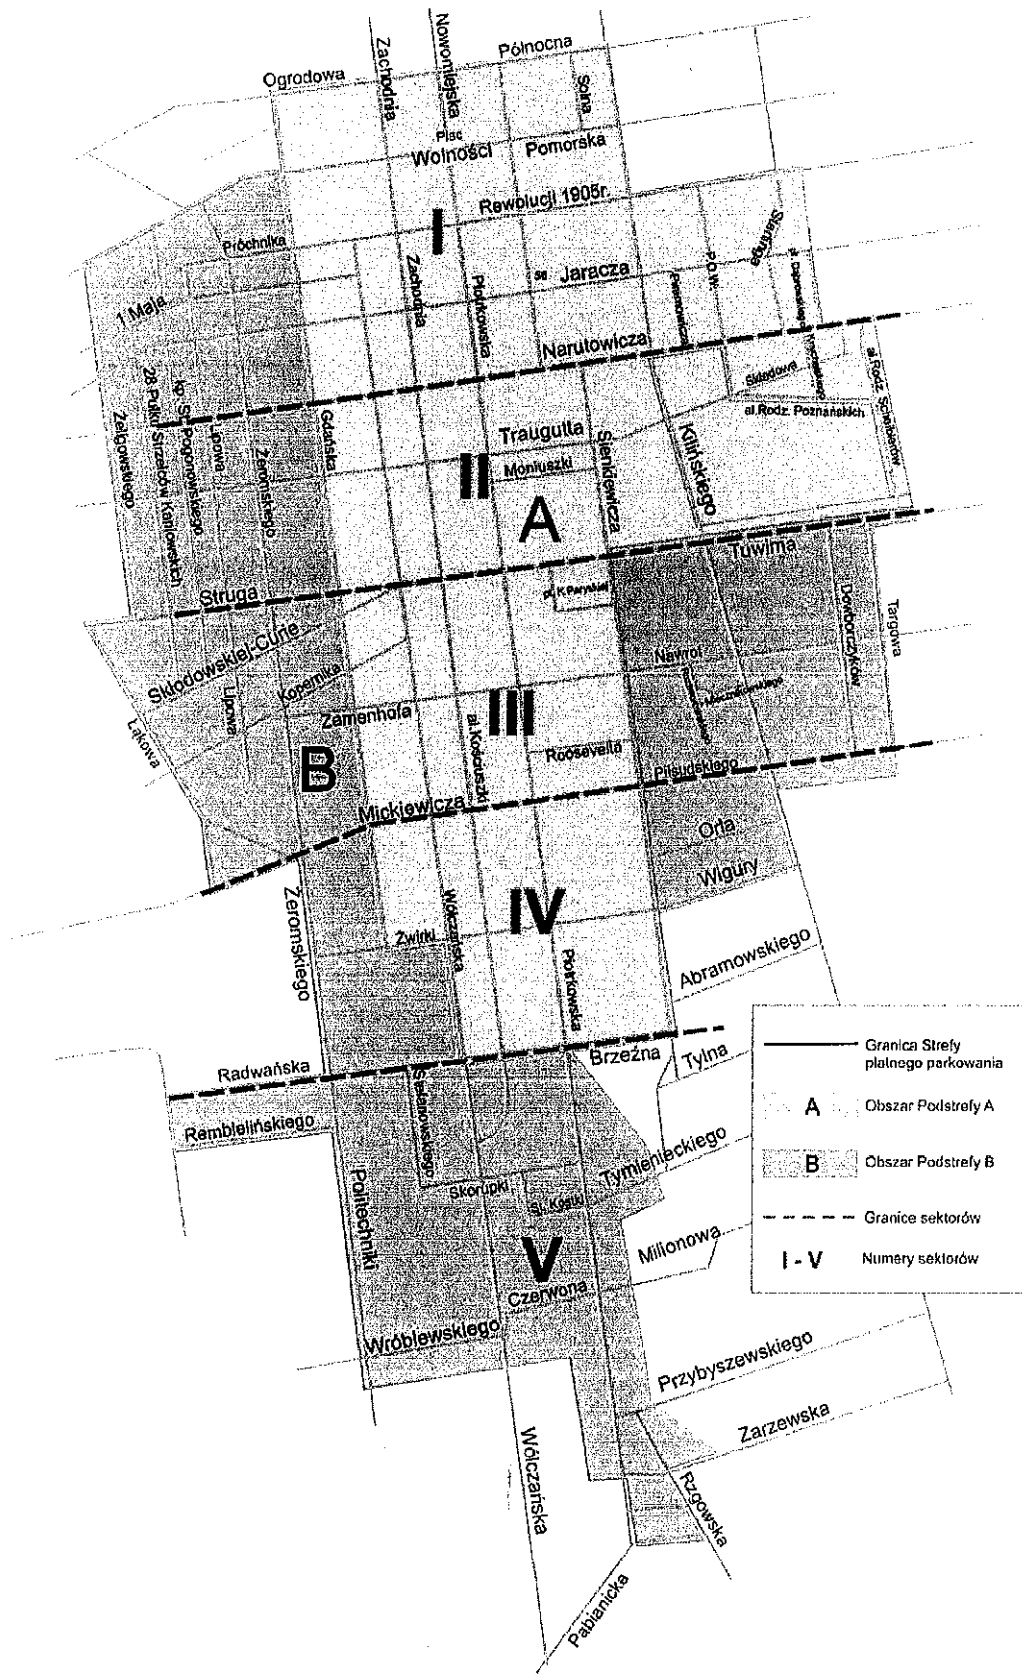 Zachodnia
Nowomiejska
Północna
Ogrodowa
Solna
Plac
Wolności
Pomorska
Rewolucji 1905r.
I
Próchnika
Zachodnia
Piotrkowska
Jaracza
P.O.W.
1 Maja
Narutowicza
Składowa
al.Rodz. Poznańskich
Żelgowskiego
28 Pułku Strzelców Kaniowskich
Lipowa
Żeromskiego
Gdańska
Traugutta
Moniuszki
II
A
Sienkiewicza
Kilińskiego
Struga
Tuwima
Dowborczyków
Targowa
Skłodowskiej-Curie
Kopernika
Lipowa
Łąkowa
Zamenhofa
III
al.Kościuszki
Nawrot
Roosevelta
B
Mickiewicza
Piłsudskiego
Orla
Wigury
Żeromskiego
Żwirki
Wólczańska
IV
Piotrkowska
Abramowskiego
Radwańska
Brzeźna
Tylna
Stefanowskiego
Rembielińskiego
Politechniki
Skorupki
Tymienieckiego
V
Milionowa
Czerwona
Wróblewskiego
Przybyszewskiego
Zarzewska
Wólczańska
Rzgowska
Pabianicka
Granica Strefy
płatnego parkowania
A Obszar Podstrefy A
B Obszar Podstrefy B
Granice sektorów
I - V Numery sektorów